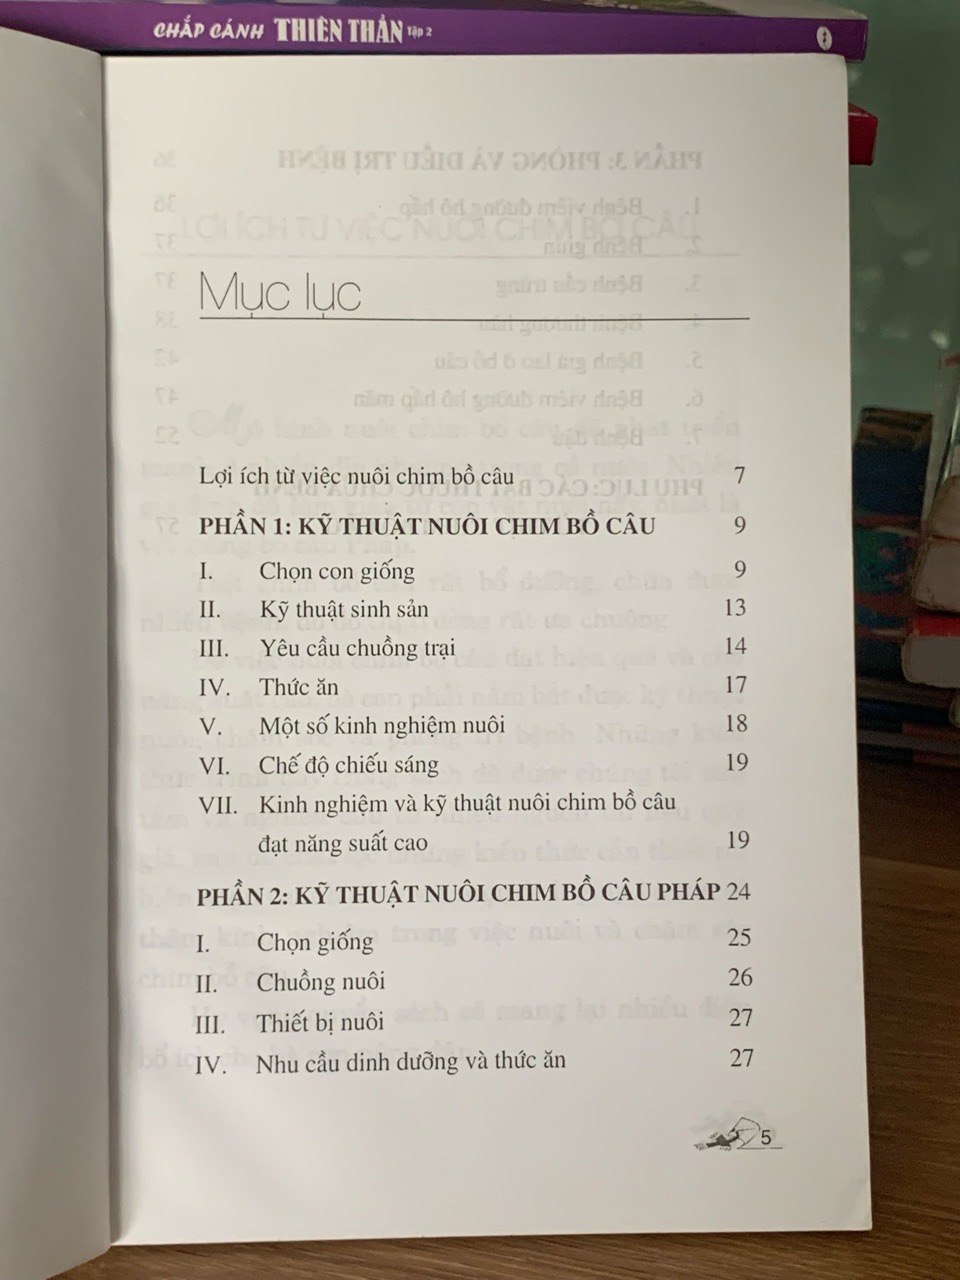 CHẮP CÁNH THIÊN THẦN Tập 2
Mục lục
Lợi ích từ việc nuôi chim bồ câu 7
PHẦN 1: KỸ THUẬT NUÔI CHIM BỒ CÂU 9
I. Chọn con giống 9
II. Kỹ thuật sinh sản 13
III. Yêu cầu chuồng trại 14
IV. Thức ăn 17
V. Một số kinh nghiệm nuôi 18
VI. Chế độ chiếu sáng 19
VII. Kinh nghiệm và kỹ thuật nuôi chim bồ câu
đạt năng suất cao 19
PHẦN 2: KỸ THUẬT NUÔI CHIM BỒ CÂU PHÁP 24
I. Chọn giống 25
II. Chuồng nuôi 26
III. Thiết bị nuôi 27
IV. Nhu cầu dinh dưỡng và thức ăn 27
5